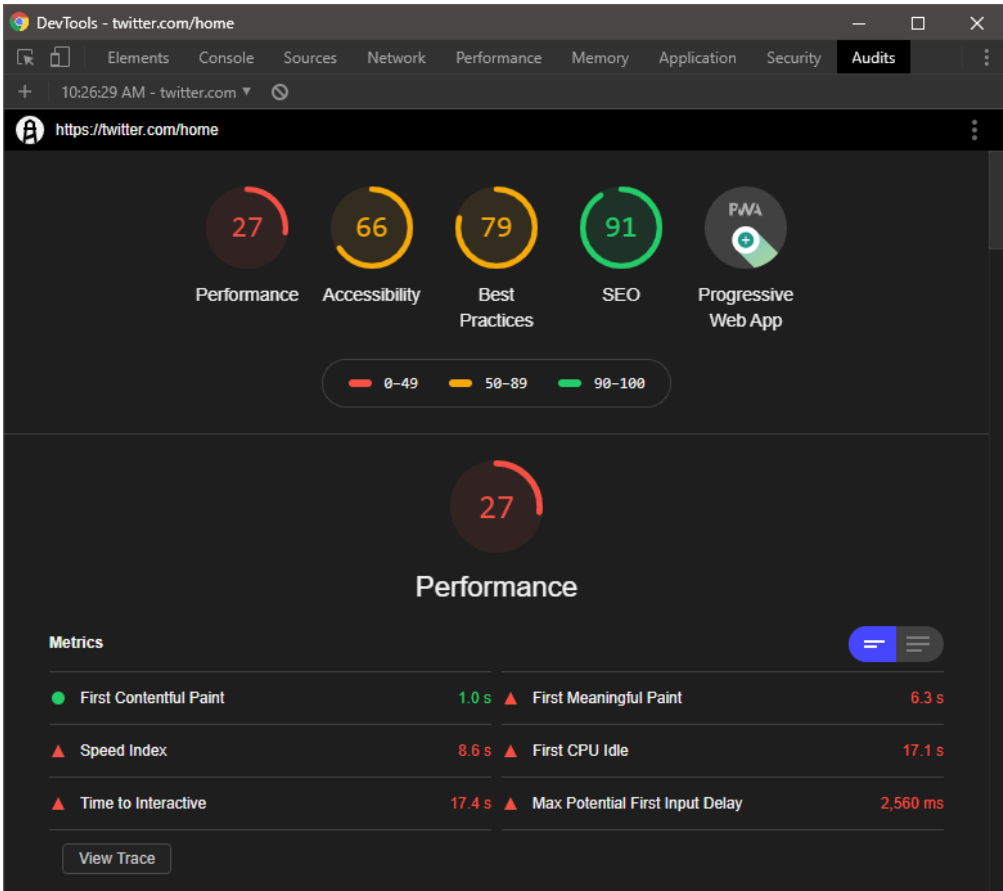 DevTools - twitter.com/home
Elements Console Sources Network Performance Memory Application Security Audits
10:26:29 AM - twitter.com
https://twitter.com/home
27 66 79 91 PWA
Performance Accessibility Best Practices SEO Progressive Web App
0–49 50–89 90–100
27
Performance
Metrics
First Contentful Paint 1.0 s First Meaningful Paint 6.3 s
Speed Index 8.6 s First CPU Idle 17.1 s
Time to Interactive 17.4 s Max Potential First Input Delay 2,560 ms
View Trace